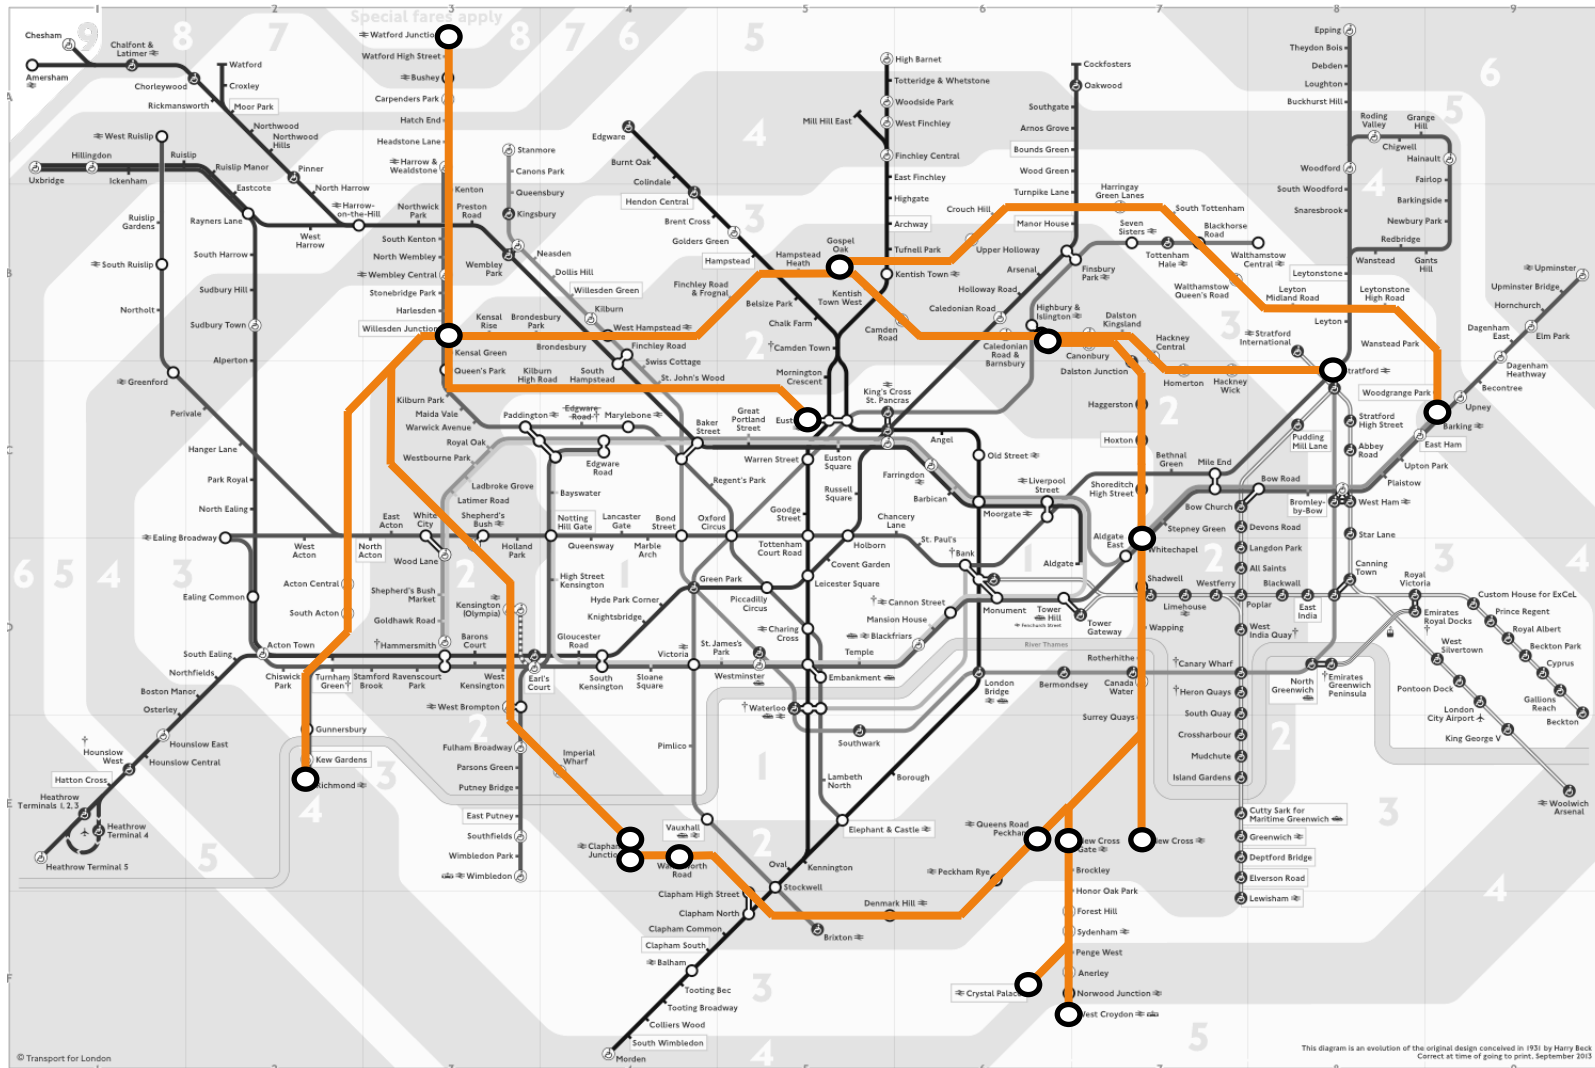 Special fares apply
1
2
3
4
5
6
7
8
9
Chesham
Chalfont &
Latimer
Amersham
Chorleywood
Rickmansworth
Watford
Croxley
Moor Park
Northwood
Northwood
Hills
Pinner
North Harrow
Harrow-
on-the-Hill
West Ruislip
Hillingdon
Uxbridge
Ickenham
Ruislip
Ruislip Manor
Eastcote
Rayners Lane
West
Harrow
Ruislip
Gardens
South Ruislip
Northolt
Greenford
Perivale
Hanger Lane
South Harrow
Sudbury Hill
Sudbury Town
Alperton
Park Royal
North Ealing
Ealing Broadway
Ealing Common
South Ealing
Northfields
Boston Manor
Osterley
Hounslow East
Hounslow Central
Hounslow
West
Hatton Cross
Heathrow
Terminals 1, 2, 3
Heathrow
Terminal 4
Heathrow Terminal 5
Watford Junction
Watford High Street
Bushey
Carpenders Park
Hatch End
Headstone Lane
Harrow &
Wealdstone
Kenton
Northwick
Park
Preston
Road
South Kenton
North Wembley
Wembley Central
Stonebridge Park
Harlesden
Willesden Junction
Kensal Green
Queen's Park
Kilburn Park
Maida Vale
Warwick Avenue
Royal Oak
Westbourne Park
Ladbroke Grove
Latimer Road
Stanmore
Canons Park
Queensbury
Kingsbury
Wembley
Park
Neasden
Dollis Hill
Willesden Green
Kilburn
West Hampstead
Finchley Road
Swiss Cottage
St. John's Wood
Kensal
Rise
Brondesbury
Park
Brondesbury
Kilburn
High Road
South
Hampstead
Edgware
Burnt Oak
Colindale
Hendon Central
Brent Cross
Golders Green
Hampstead
Hampstead
Heath
Finchley Road
& Frognal
Belsize Park
Chalk Farm
Camden Town
Mornington
Crescent
Mill Hill East
High Barnet
Totteridge & Whetstone
Woodside Park
West Finchley
Finchley Central
East Finchley
Highgate
Archway
Tufnell Park
Kentish Town
Gospel
Oak
Kentish
Town West
Camden
Road
Crouch Hill
Upper Holloway
Cockfosters
Oakwood
Southgate
Arnos Grove
Bounds Green
Wood Green
Turnpike Lane
Manor House
Harringay
Green Lanes
South Tottenham
Seven
Sisters
Blackhorse
Road
Tottenham
Hale
Walthamstow
Central
Walthamstow
Queen's Road
Finsbury
Park
Arsenal
Holloway Road
Caledonian Road
Caledonian
Road &
Barnsbury
Highbury &
Islington
Canonbury
Dalston
Kingsland
Dalston Junction
Hackney
Central
Homerton
Hackney
Wick
Stratford
International
Stratford
Epping
Theydon Bois
Debden
Loughton
Buckhurst Hill
Roding
Valley
Grange
Hill
Chigwell
Hainault
Fairlop
Barkingside
Newbury Park
Redbridge
Gants
Hill
Wanstead
Woodford
South Woodford
Snaresbrook
Leytonstone
Leyton
Midland Road
Leytonstone
High Road
Leyton
Wanstead Park
Woodgrange Park
Upminster
Upminster Bridge
Hornchurch
Elm Park
Dagenham
East
Dagenham
Heathway
Becontree
Upney
Barking
East Ham
Upton Park
Plaistow
West Ham
Bromley-
by-Bow
Bow Road
Bow Church
Mile End
Bethnal
Green
Stepney Green
Whitechapel
Stratford
High Street
Abbey
Road
Star Lane
Canning
Town
Pudding
Mill Lane
Devons Road
Langdon Park
All Saints
Poplar
Blackwall
East
India
Westferry
Limehouse
Shadwell
Wapping
Rotherhithe
Canada
Water
Surrey Quays
Haggerston
Hoxton
Shoreditch
High Street
Liverpool
Street
Moorgate
Old Street
Angel
King's Cross
St. Pancras
Farringdon
Barbican
Euston
Square
Great
Portland
Street
Baker
Street
Marylebone
Edgware
Road
Paddington
Edgware
Road
Bayswater
Notting
Hill Gate
Lancaster
Gate
Queensway
Marble
Arch
Bond
Street
Oxford
Circus
Regent's Park
Warren Street
Goodge
Street
Russell
Square
Tottenham
Court Road
Holborn
Chancery
Lane
St. Paul's
Bank
Covent Garden
Leicester Square
Piccadilly
Circus
Green Park
Hyde Park Corner
Knightsbridge
High Street
Kensington
Holland
Park
Shepherd's
Bush
White
City
Wood Lane
East
Acton
North
Acton
West
Acton
Acton Central
South Acton
Acton Town
Shepherd's Bush
Market
Goldhawk Road
Hammersmith
Barons
Court
Kensington
(Olympia)
Gloucester
Road
Earl's
Court
South
Kensington
Sloane
Square
Victoria
St. James's
Park
Westminster
Charing
Cross
Embankment
Temple
Blackfriars
Mansion House
Cannon Street
Monument
Tower
Hill
Fenchurch Street
Tower
Gateway
Aldgate
Aldgate
East
River Thames
Chiswick
Park
Turnham
Green
Stamford
Brook
Ravenscourt
Park
West
Kensington
Gunnersbury
Kew Gardens
Richmond
West Brompton
Fulham Broadway
Parsons Green
Putney Bridge
East Putney
Southfields
Wimbledon Park
Wimbledon
Imperial
Wharf
Clapham
Junction
Wandsworth
Road
Clapham High Street
Clapham North
Clapham Common
Clapham South
Balham
Tooting Bec
Tooting Broadway
Colliers Wood
South Wimbledon
Morden
Pimlico
Vauxhall
Stockwell
Brixton
Oval
Kennington
Elephant & Castle
Lambeth
North
Waterloo
Southwark
Borough
London
Bridge
Bermondsey
Denmark Hill
Peckham Rye
Queens Road
Peckham
New Cross
Gate
New Cross
Brockley
Honor Oak Park
Forest Hill
Sydenham
Penge West
Anerley
Norwood Junction
West Croydon
Crystal Palace
West
India Quay
Canary Wharf
Heron Quays
South Quay
Crossharbour
Mudchute
Island Gardens
Cutty Sark for
Maritime Greenwich
Greenwich
Deptford Bridge
Elverson Road
Lewisham
North
Greenwich
Emirates
Greenwich
Peninsula
Emirates
Royal Docks
Royal
Victoria
Custom House for ExCeL
Prince Regent
Royal Albert
Beckton Park
Cyprus
Gallions
Reach
Beckton
West
Silvertown
Pontoon Dock
London
City Airport
King George V
Woolwich
Arsenal
© Transport for London
This diagram is an evolution of the original design conceived in 1931 by Harry Beck
Correct at time of going to print, September 2013